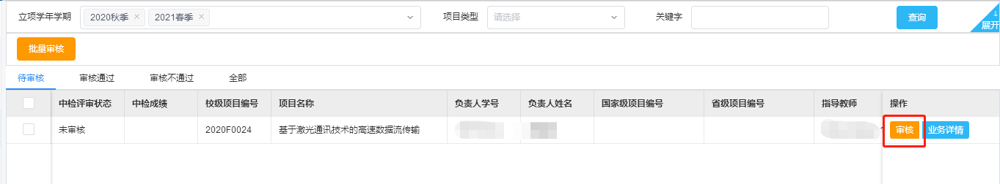 立项学年学期 2020秋季 × 2021春季 × 项目类型 请选择 关键字 查询 展开
批量审核
待审核 审核通过 审核不通过 全部
中检评审状态 中检成绩 校级项目编号 项目名称 负责人学号 负责人姓名 国家级项目编号 省级项目编号 指导教师 操作
未审核 2020F0024 基于激光通讯技术的高速数据流传输 审核 业务详情